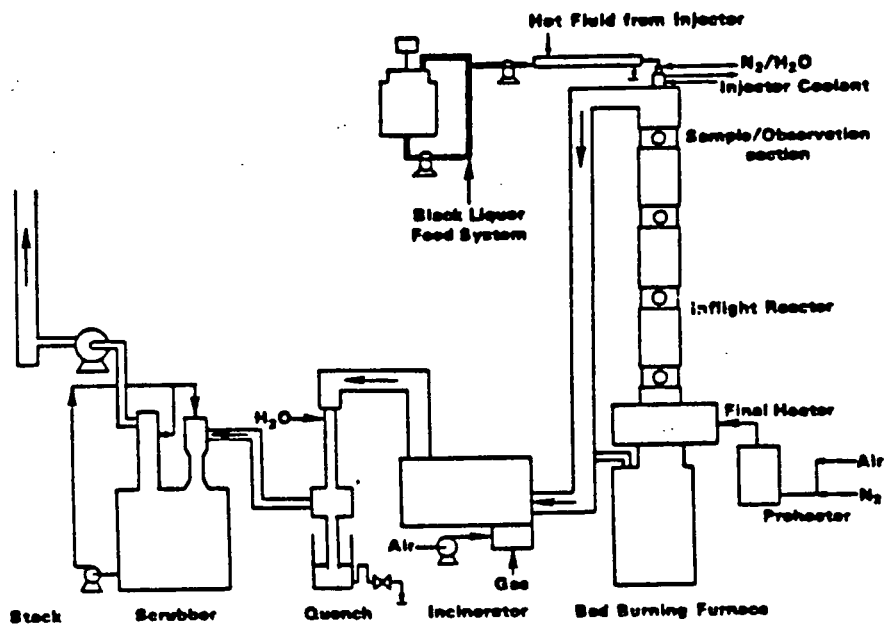 Hot Fluid from Injector
N2/H2O
Injector Coolant
Sample/Observation
section
Black Liquor
Feed System
Inflight Reactor
H2O
Final Heater
Air
N2
Preheater
Air
Gas
Stack
Scrubber
Quench
Incinerator
Bed Burning Furnace